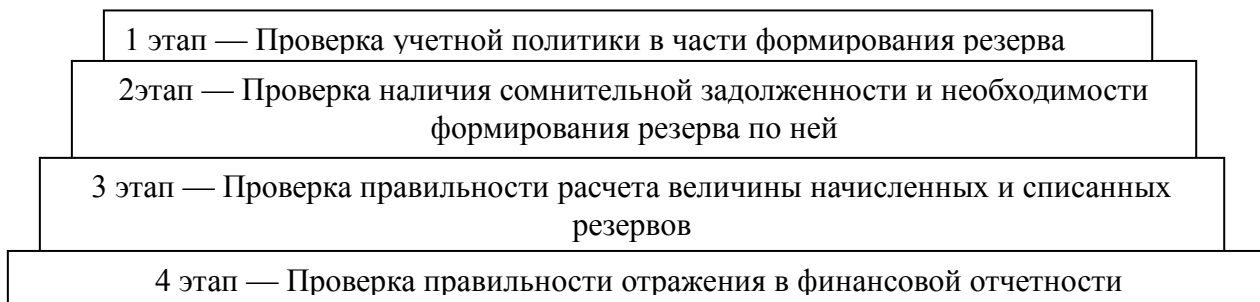 1 этап — Проверка учетной политики в части формирования резерва
2этап — Проверка наличия сомнительной задолженности и необходимости
формирования резерва по ней
3 этап — Проверка правильности расчета величины начисленных и списанных
резервов
4 этап — Проверка правильности отражения в финансовой отчетности